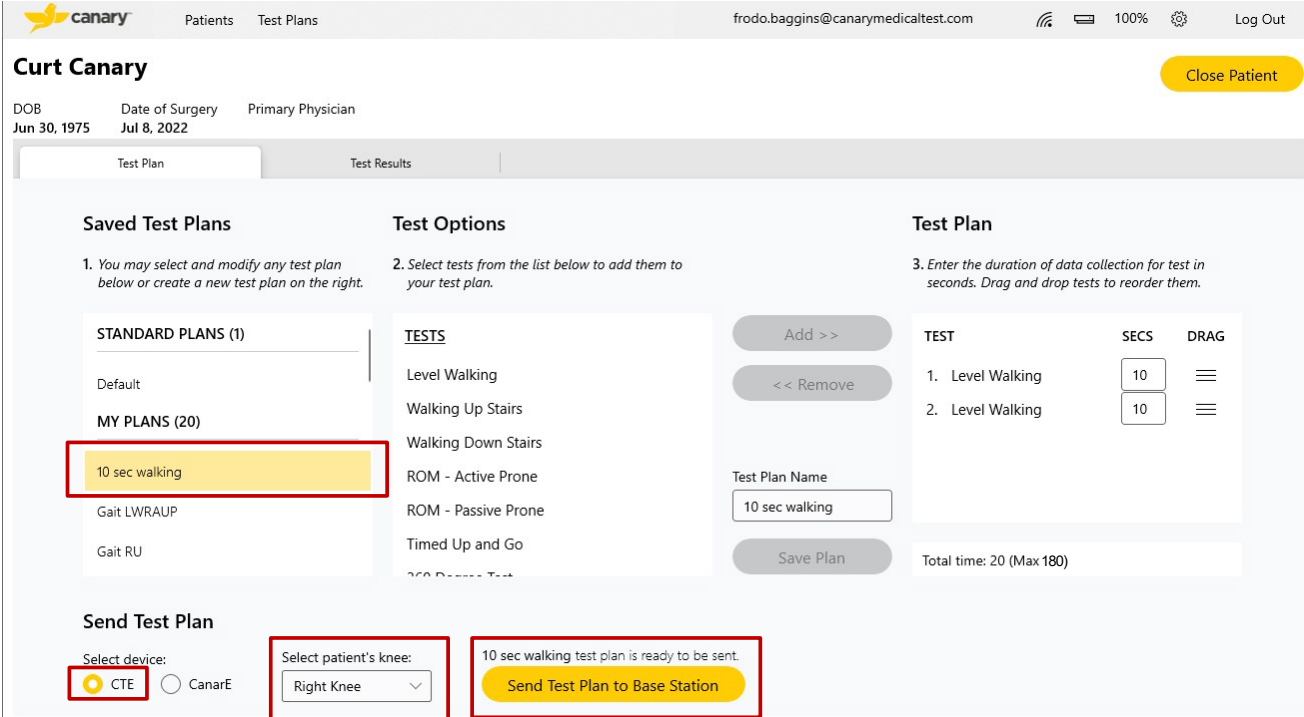 canary
Patients
Test Plans
frodo.baggins@canarymedicaltest.com
100%
Log Out
Curt Canary
Close Patient
DOB
Date of Surgery
Primary Physician
Jun 30, 1975
Jul 8, 2022
Test Plan
Test Results
Saved Test Plans
1. You may select and modify any test plan
below or create a new test plan on the right.
STANDARD PLANS (1)
Default
MY PLANS (20)
10 sec walking
Gait LWRAUP
Gait RU
Test Options
2. Select tests from the list below to add them to
your test plan.
TESTS
Level Walking
Walking Up Stairs
Walking Down Stairs
ROM - Active Prone
ROM - Passive Prone
Timed Up and Go
360 Degree Test
Add >>
<< Remove
Test Plan Name
10 sec walking
Save Plan
Test Plan
3. Enter the duration of data collection for test in
seconds. Drag and drop tests to reorder them.
TEST SECS DRAG
1. Level Walking 10
2. Level Walking 10
Total time: 20 (Max 180)
Send Test Plan
Select device:
CTE
CanarE
Select patient's knee:
Right Knee
10 sec walking test plan is ready to be sent.
Send Test Plan to Base Station